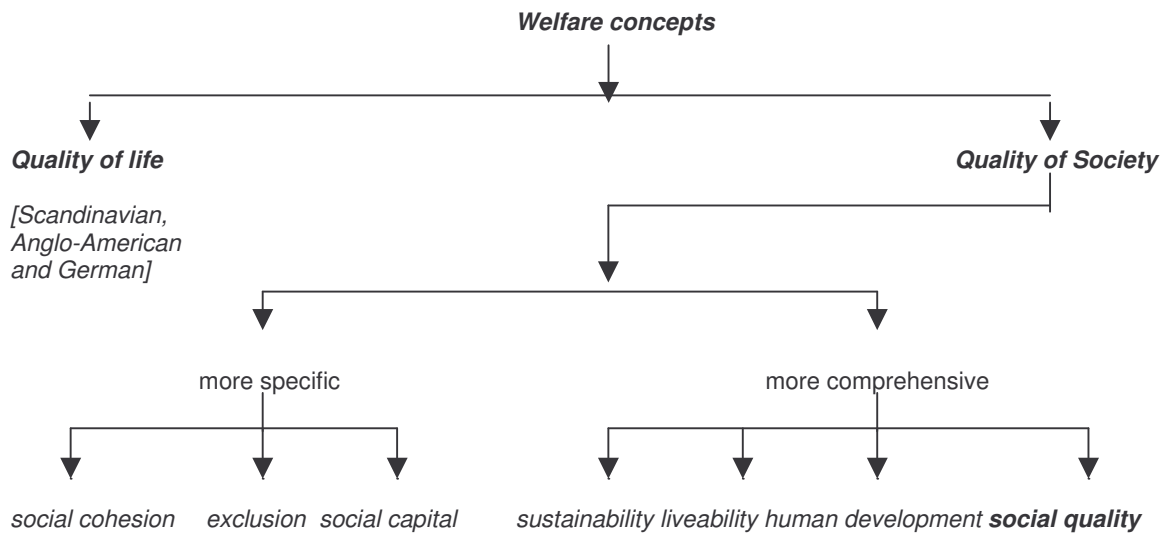 Welfare concepts
Quality of life
Quality of Society
[Scandinavian,
Anglo-American
and German]
more specific
more comprehensive
social cohesion exclusion social capital
sustainability liveability human development social quality